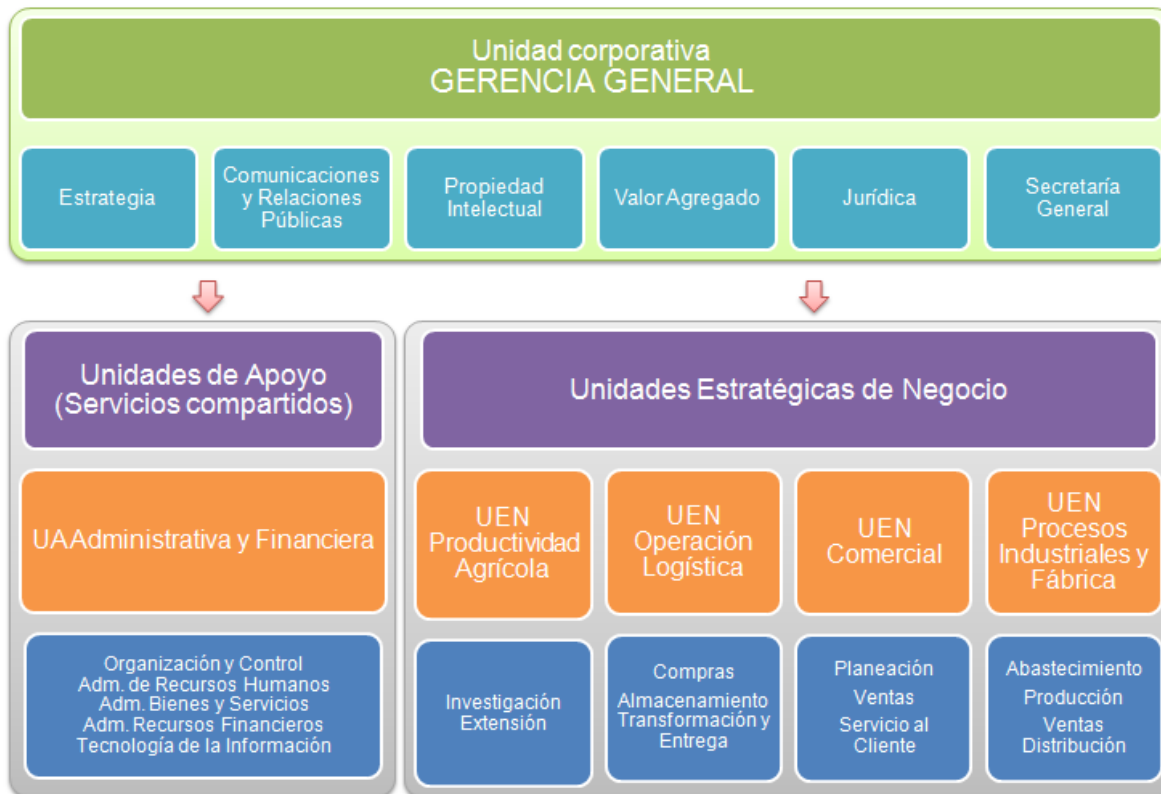 Unidad corporativa
GERENCIA GENERAL
Estrategia
Comunicaciones
y Relaciones
Públicas
Propiedad
Intelectual
Valor Agregado
Jurídica
Secretaría
General
Unidades de Apoyo
(Servicios compartidos)
UA Administrativa y Financiera
Organización y Control
Adm. de Recursos Humanos
Adm. Bienes y Servicios
Adm. Recursos Financieros
Tecnología de la Información
Unidades Estratégicas de Negocio
UEN
Productividad
Agrícola
Investigación
Extensión
UEN
Operación
Logística
Compras
Almacenamiento
Transformación y
Entrega
UEN
Comercial
Planeación
Ventas
Servicio al
Cliente
UEN
Procesos
Industriales y
Fábrica
Abastecimiento
Producción
Ventas
Distribución